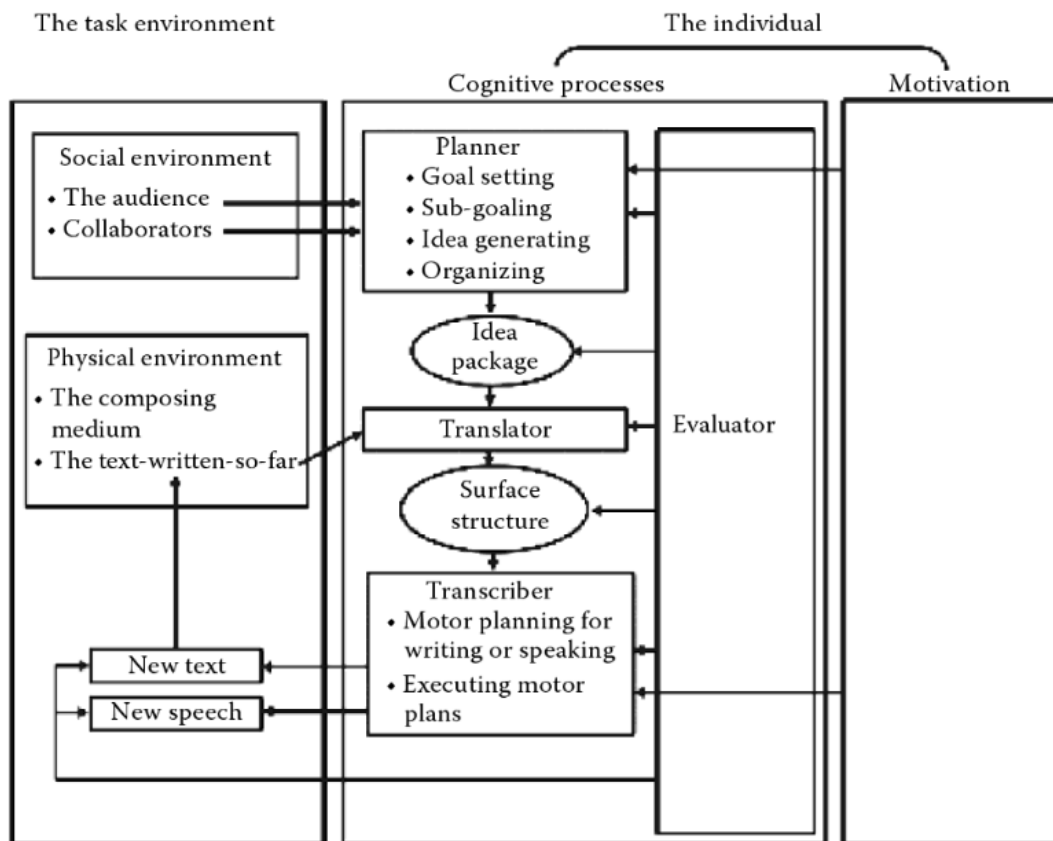 The task environment
The individual
Cognitive processes
Motivation
Social environment
• The audience
• Collaborators
Physical environment
• The composing
medium
• The text-written-so-far
New text
New speech
Planner
• Goal setting
• Sub-goaling
• Idea generating
• Organizing
Idea
package
Translator
Surface
structure
Transcriber
• Motor planning for
writing or speaking
• Executing motor
plans
Evaluator